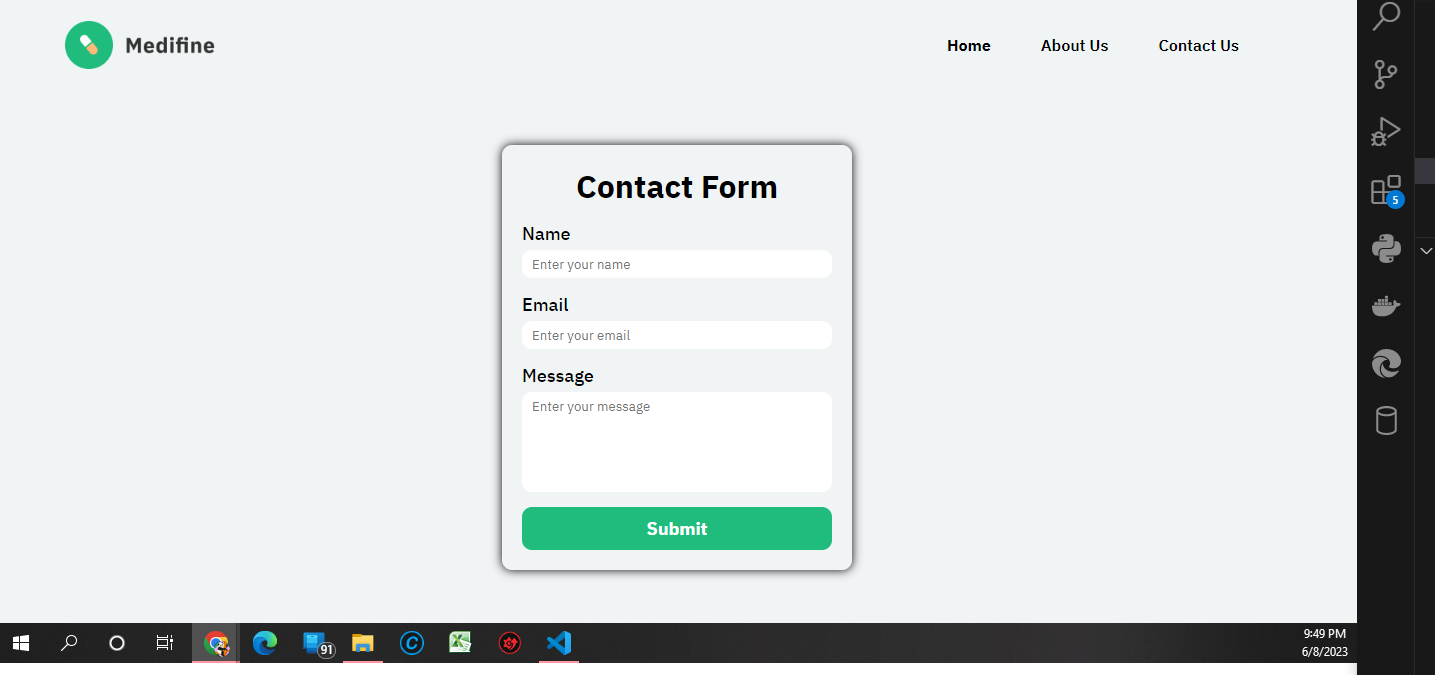 Medifine
Home About Us Contact Us
Contact Form
Name
Enter your name
Email
Enter your email
Message
Enter your message
Submit
5
91
C
9:49 PM
6/8/2023